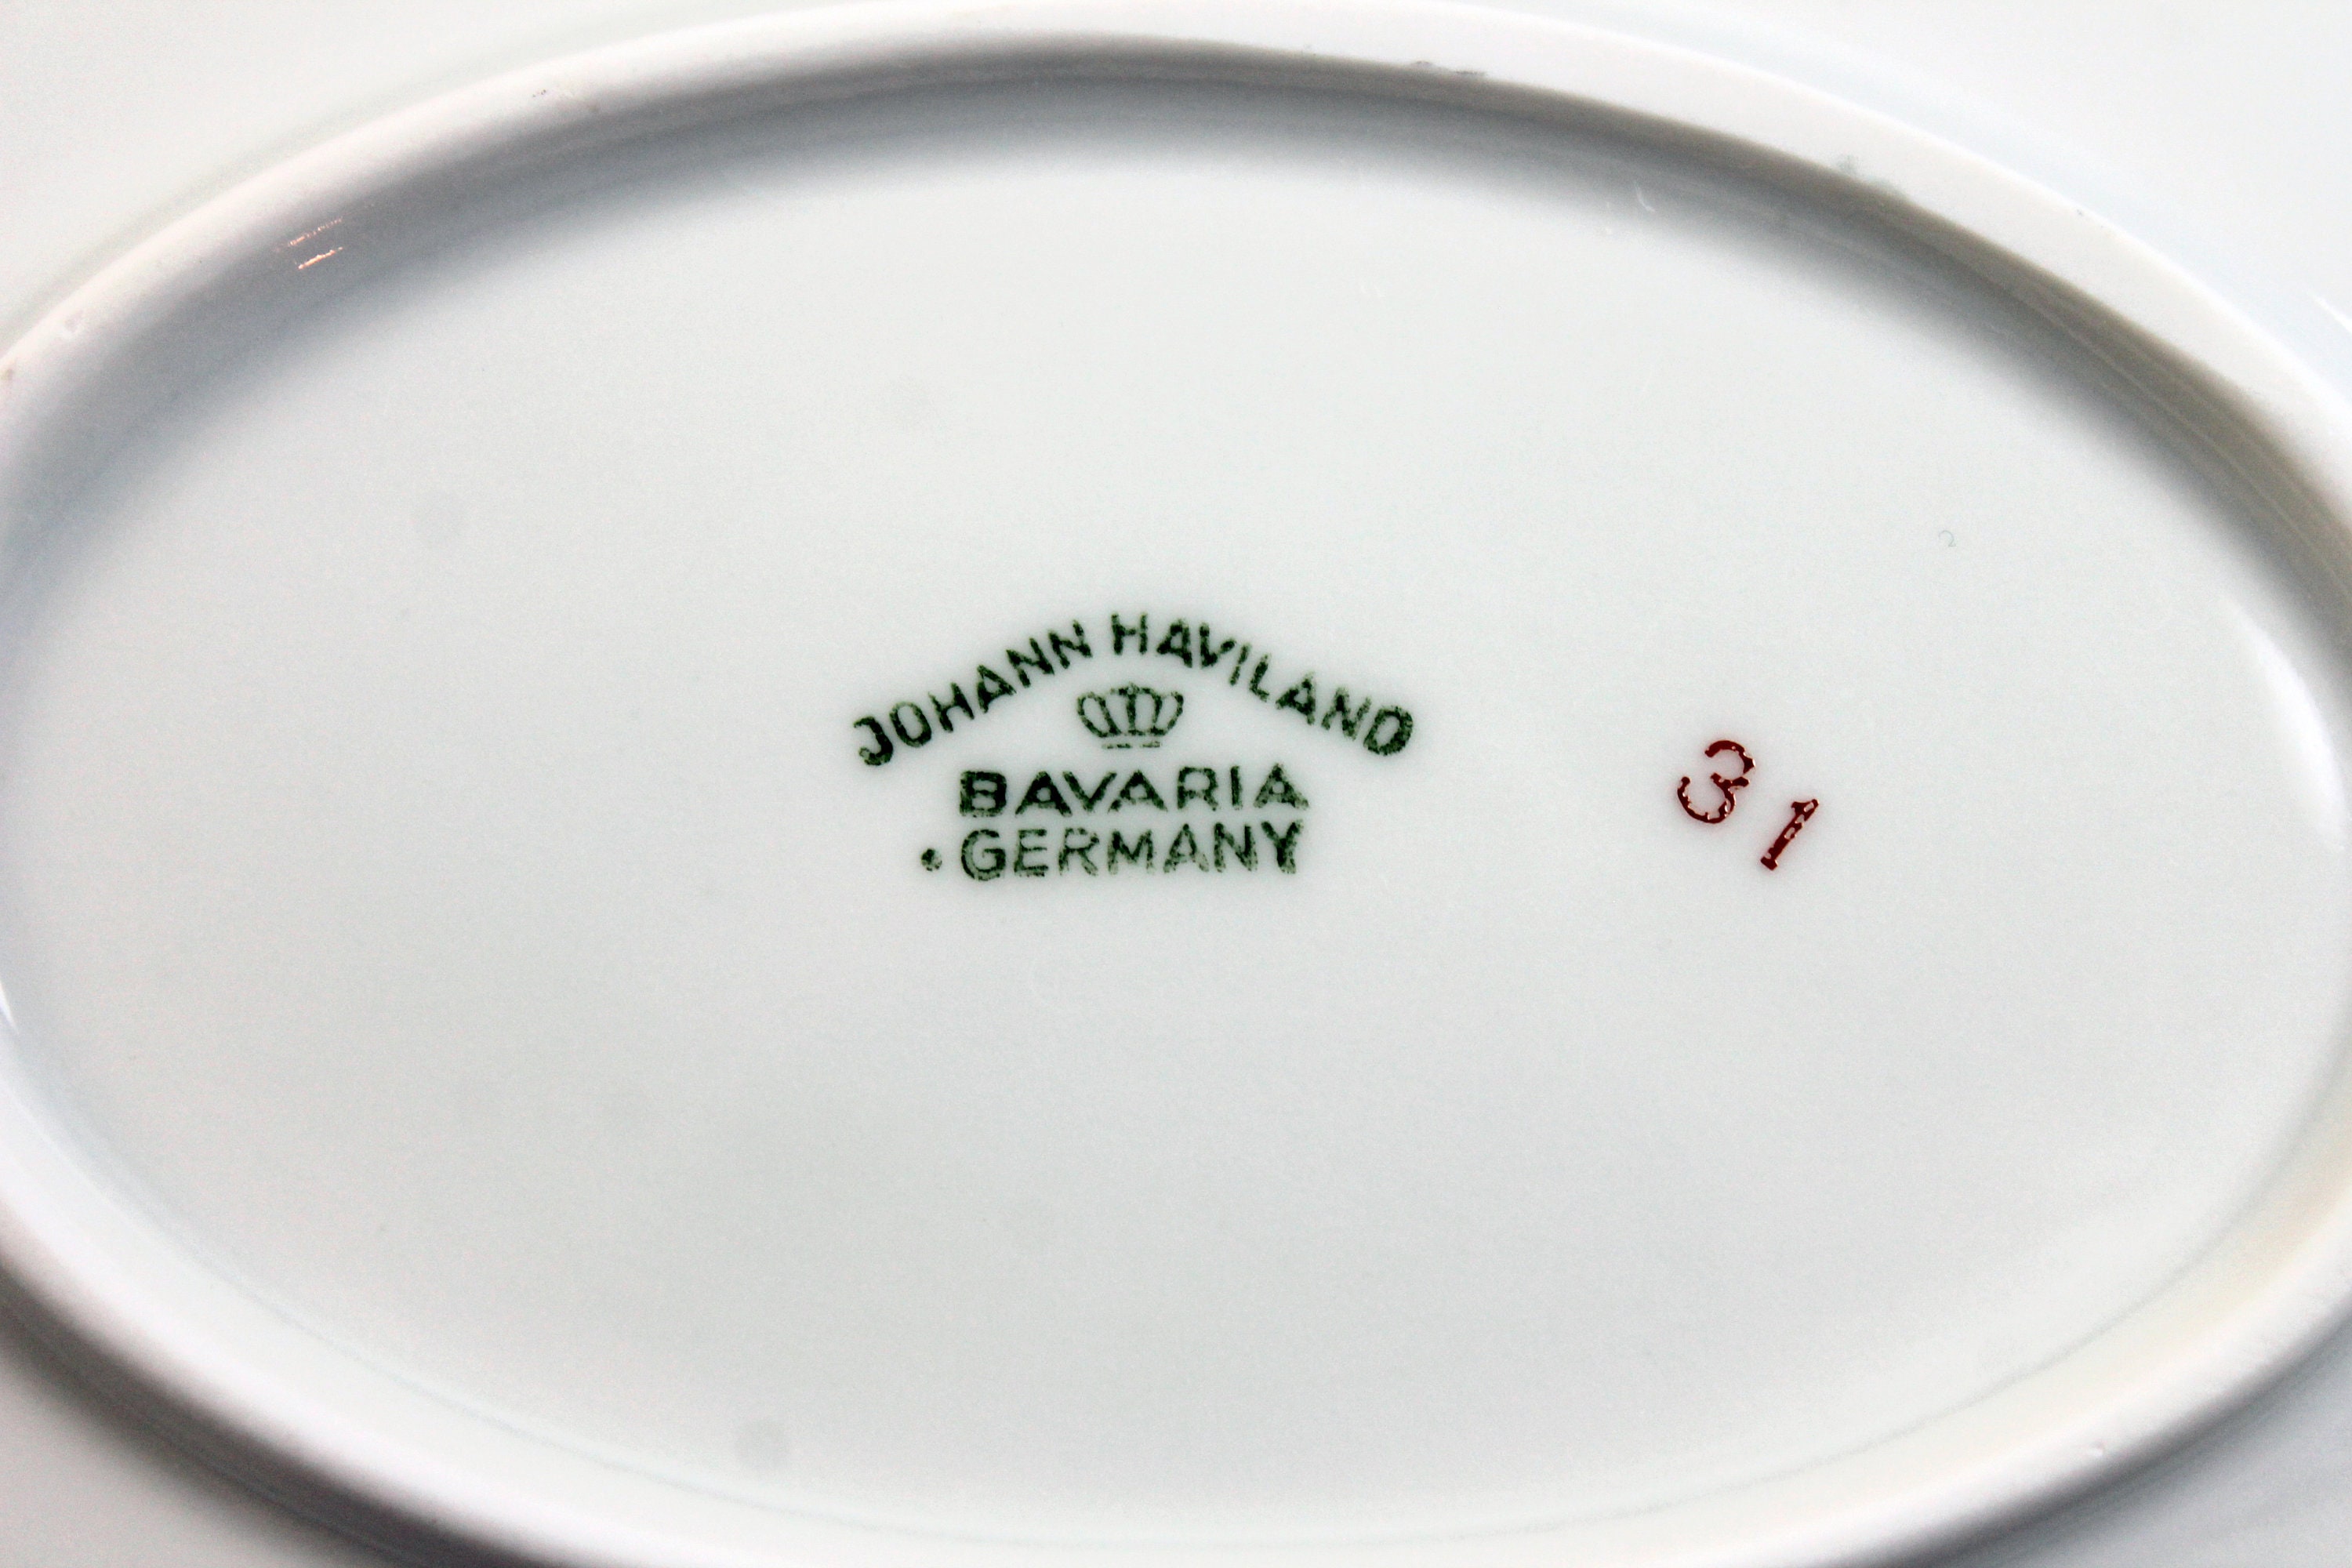 JOHANN HAVILAND
BAVARIA
GERMANY
31